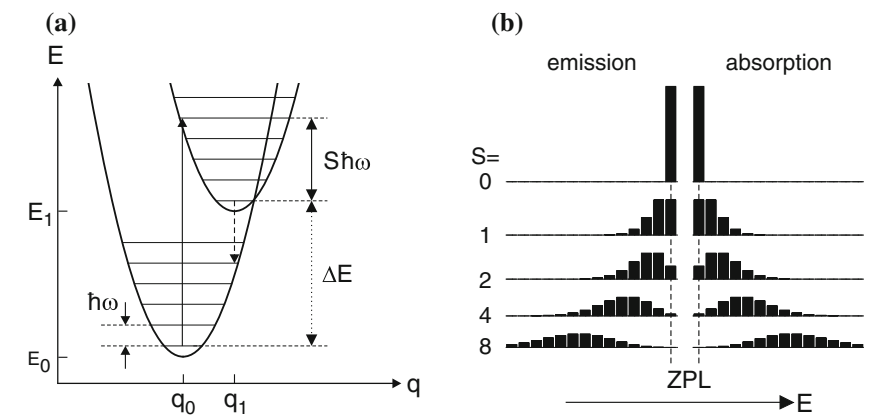 (a)
E
E₁
E₀
ħω
Sħω
ΔE
q₀
q₁
q
(b)
emission
absorption
S=
0
1
2
4
8
ZPL
E